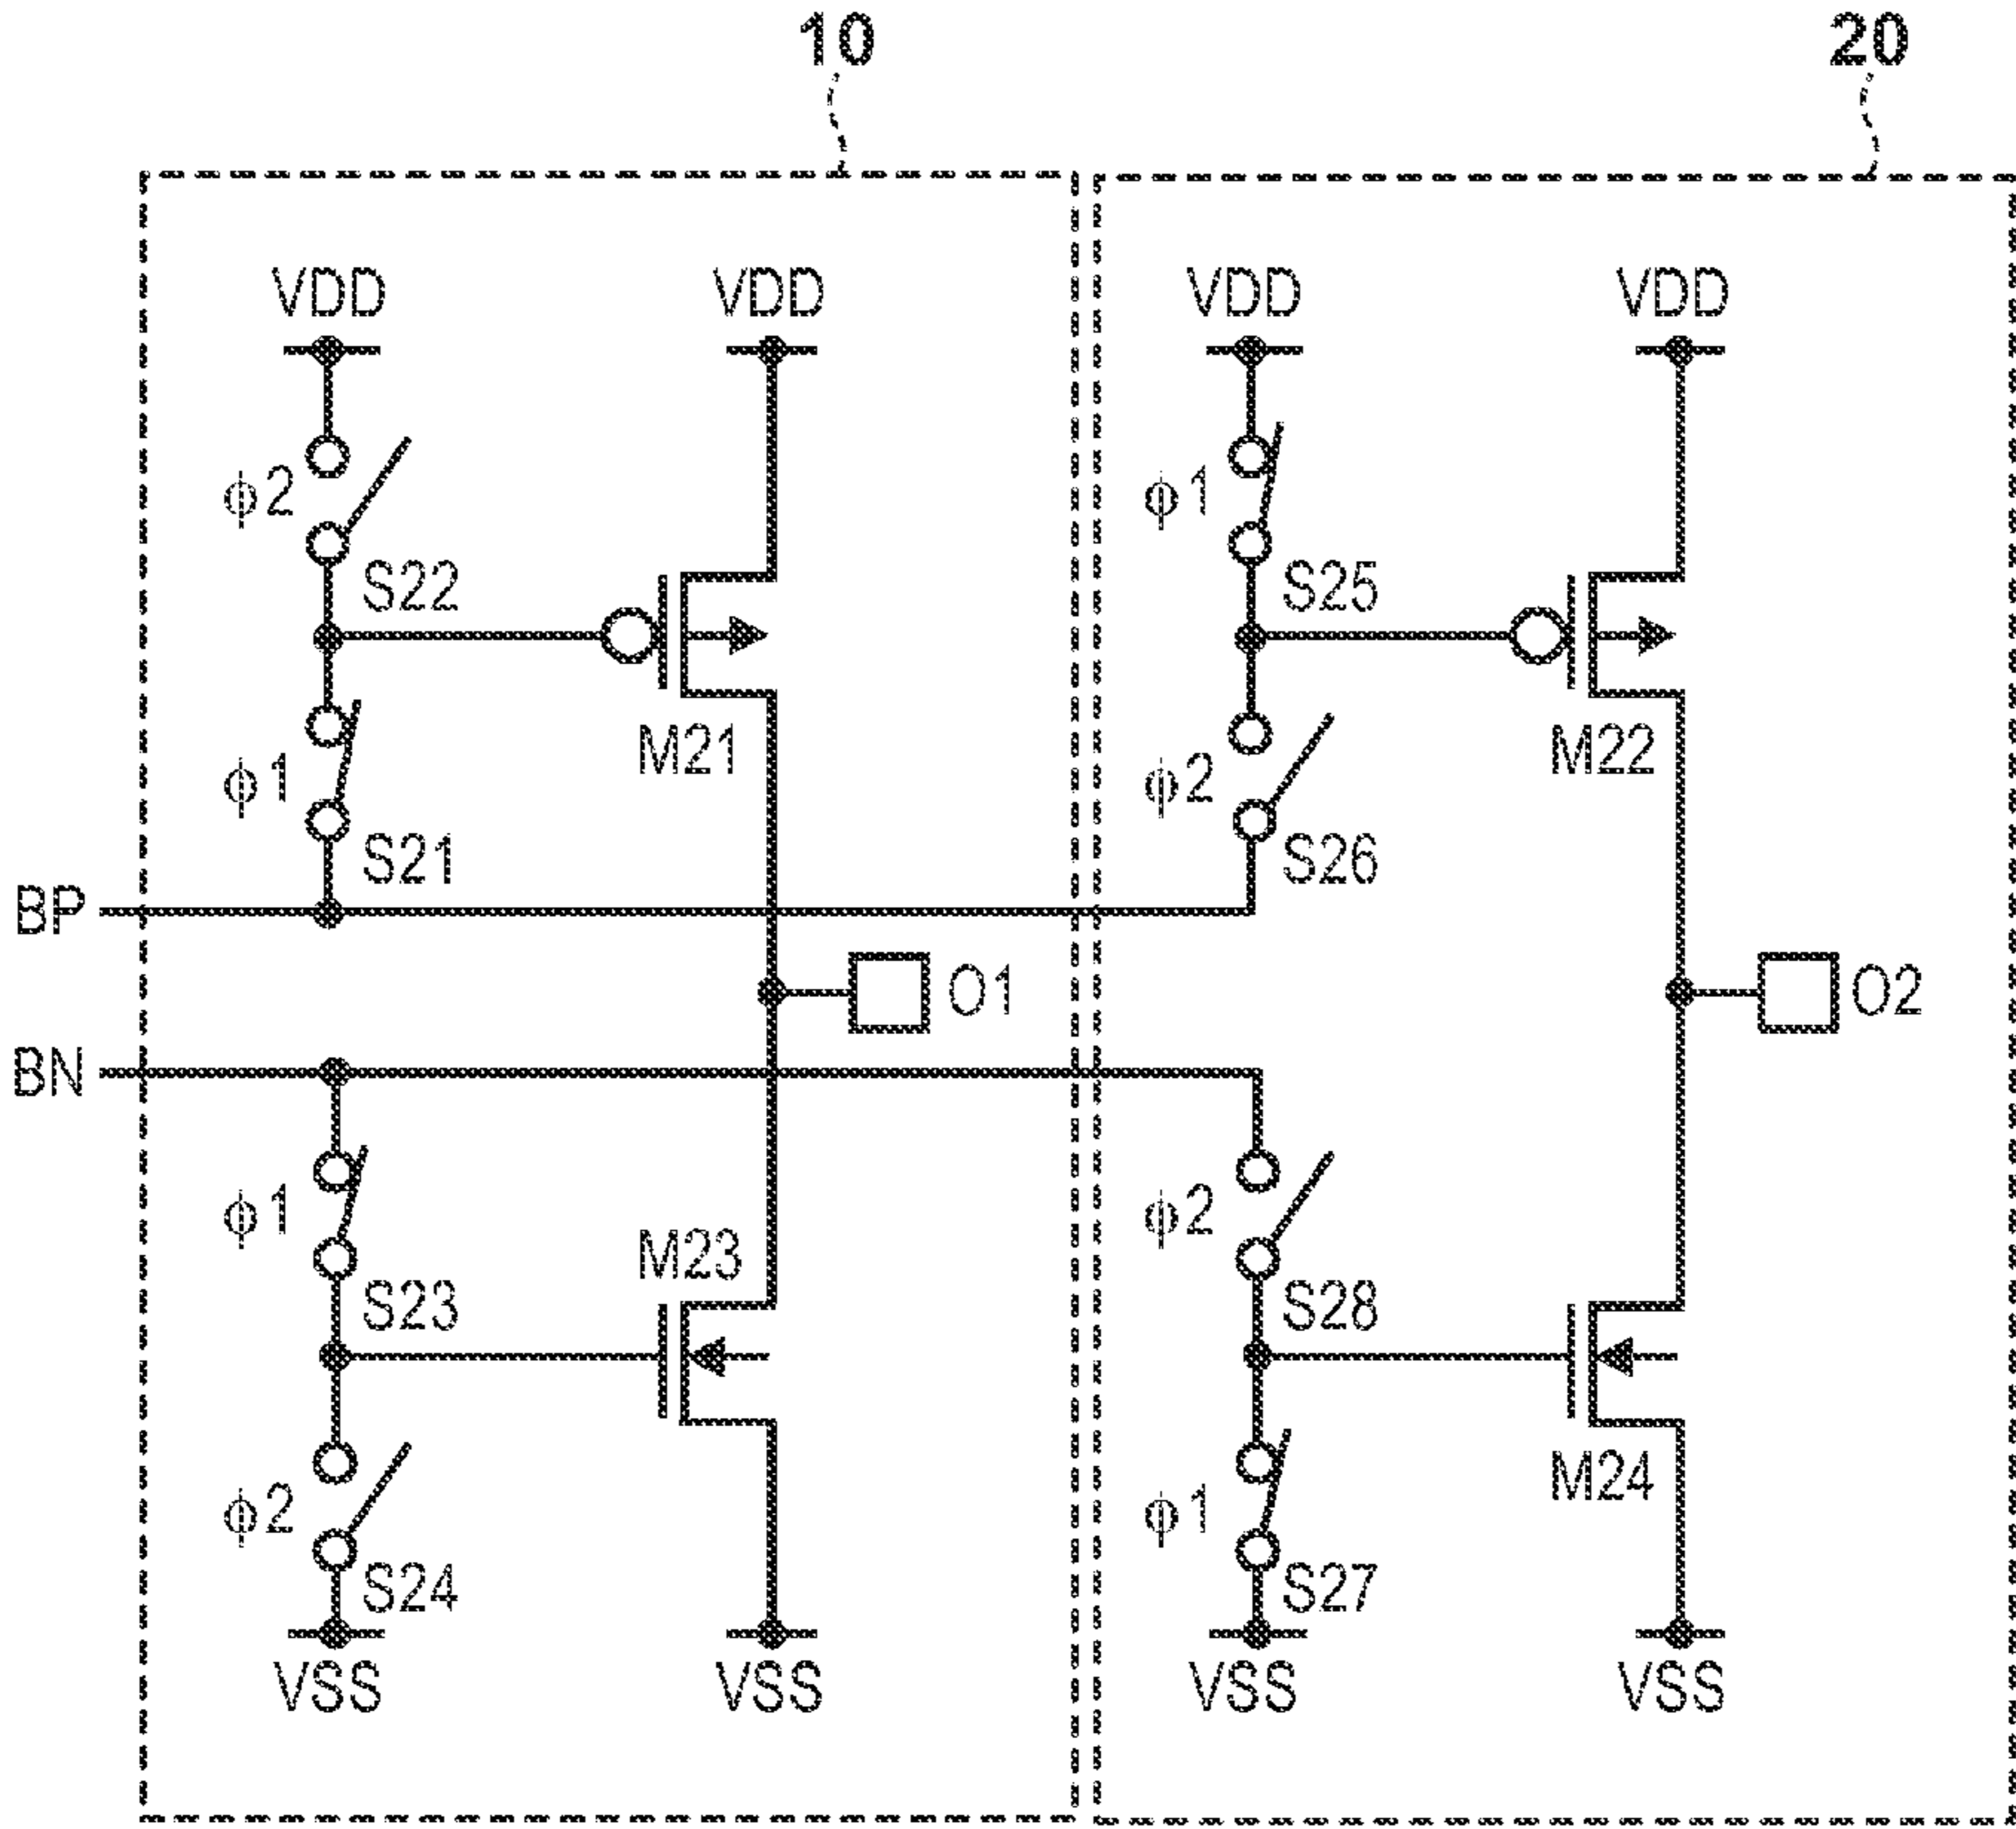 10 20
VDD VDD VDD VDD
ϕ2 ϕ1
S22 S25
M21 M22
ϕ1 ϕ2
S21 S26
BP
O1 O2
BN
ϕ1 ϕ2
M23
S23 S28
M24
ϕ2 ϕ1
S24 S27
VSS VSS VSS VSS